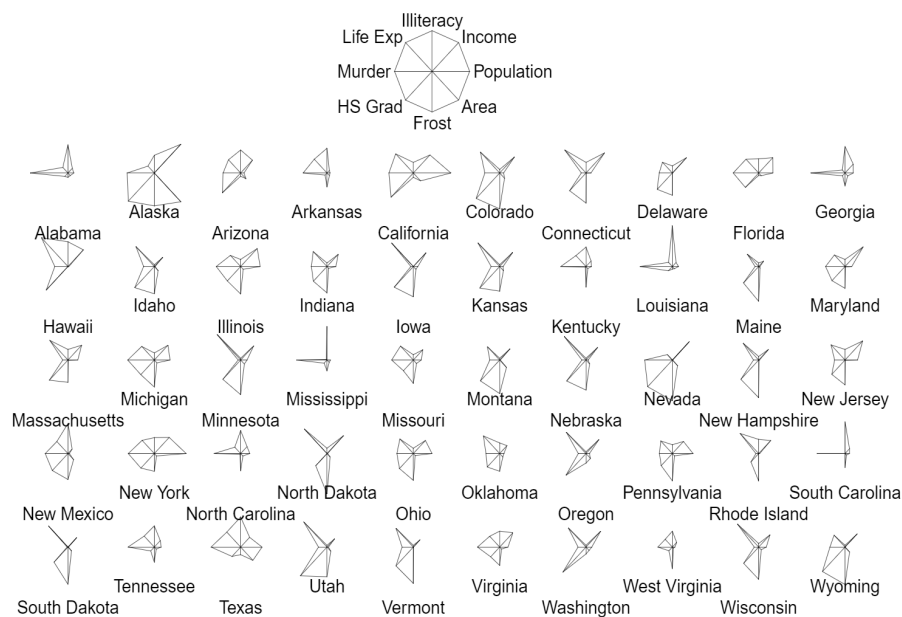 Illiteracy
Life Exp Income
Murder Population
HS Grad Area
Frost
Alaska Arkansas Colorado Delaware Georgia
Alabama Arizona California Connecticut Florida
Idaho Indiana Kansas Louisiana Maryland
Hawaii Illinois Iowa Kentucky Maine
Michigan Mississippi Montana Nevada New Jersey
Massachusetts Minnesota Missouri Nebraska New Hampshire
New York North Dakota Oklahoma Pennsylvania South Carolina
New Mexico North Carolina Ohio Oregon Rhode Island
Tennessee Utah Virginia West Virginia Wyoming
South Dakota Texas Vermont Washington Wisconsin